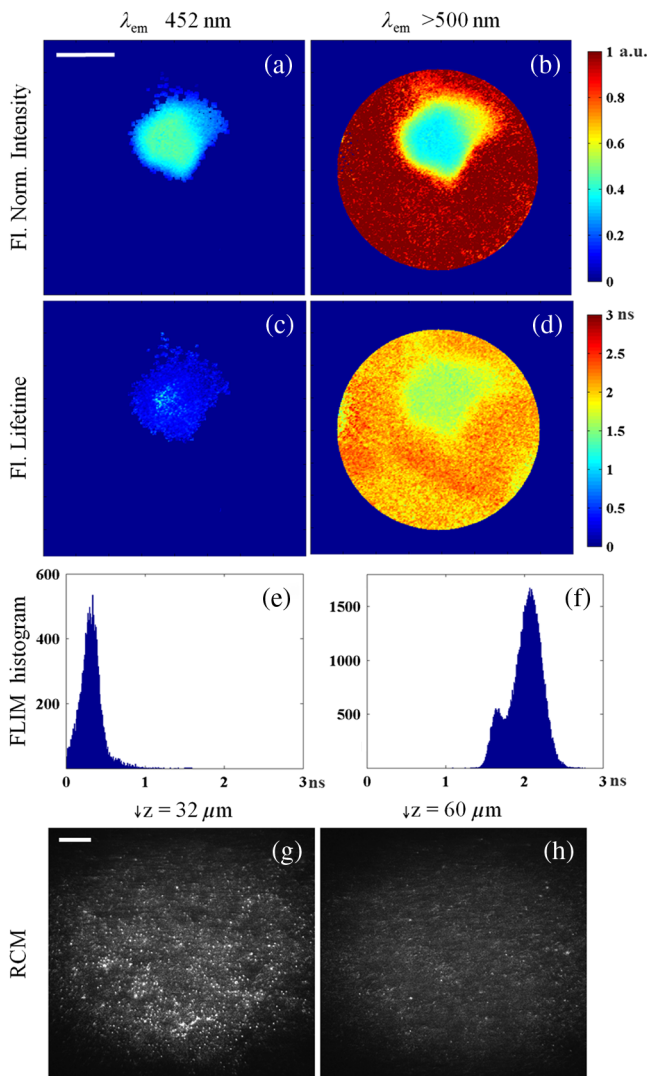 λem 452 nm λem >500 nm
Fl. Norm. Intensity
(a) (b)
1 a.u.
0.8
0.6
0.4
0.2
0
Fl. Lifetime
(c) (d)
3 ns
2.5
2
1.5
1
0.5
0
FLIM histogram
(e) (f)
600
400
200
0 1 2 3 ns
1500
1000
500
0 1 2 3 ns
↓z = 32 μm ↓z = 60 μm
RCM
(g) (h)